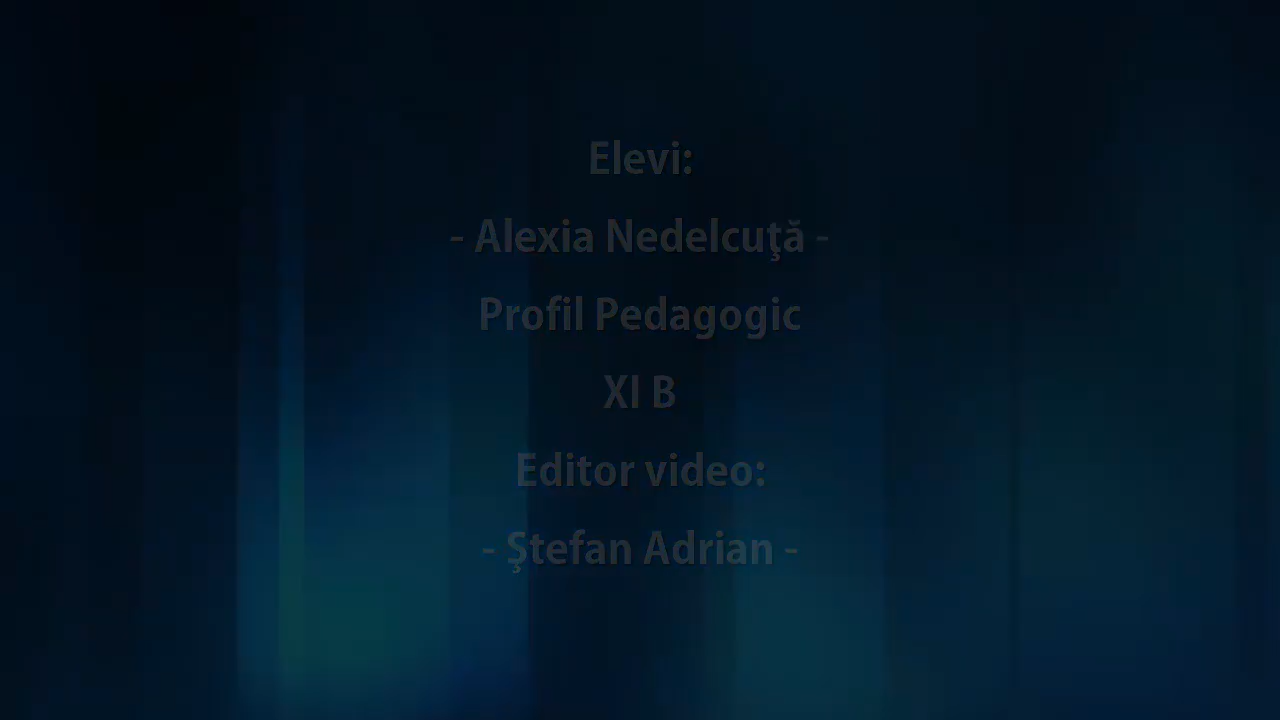 Elevi:
- Alexia Nedelcuţă -
Profil Pedagogic
XI B
Editor video:
- Ştefan Adrian -